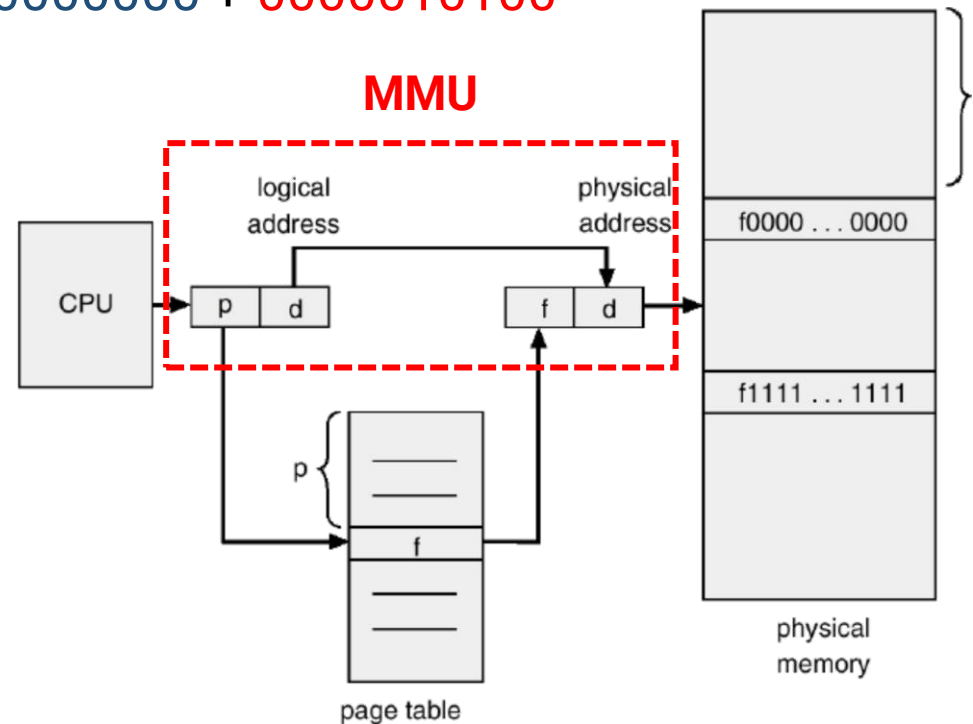 MMU
logical
address
physical
address
CPU
p
d
f
d
f0000 . . . 0000
f1111 . . . 1111
p
f
page table
physical
memory